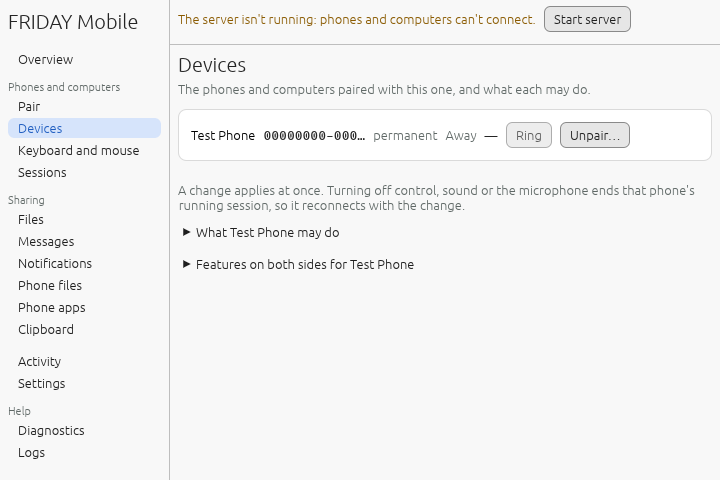 FRIDAY Mobile
Overview
Phones and computers
Pair
Devices
Keyboard and mouse
Sessions
Sharing
Files
Messages
Notifications
Phone files
Phone apps
Clipboard
Activity
Settings
Help
Diagnostics
Logs
The server isn't running: phones and computers can't connect. Start server
Devices
The phones and computers paired with this one, and what each may do.
Test Phone 00000000-000… permanent Away — Ring Unpair…
A change applies at once. Turning off control, sound or the microphone ends that phone's
running session, so it reconnects with the change.
► What Test Phone may do
► Features on both sides for Test Phone